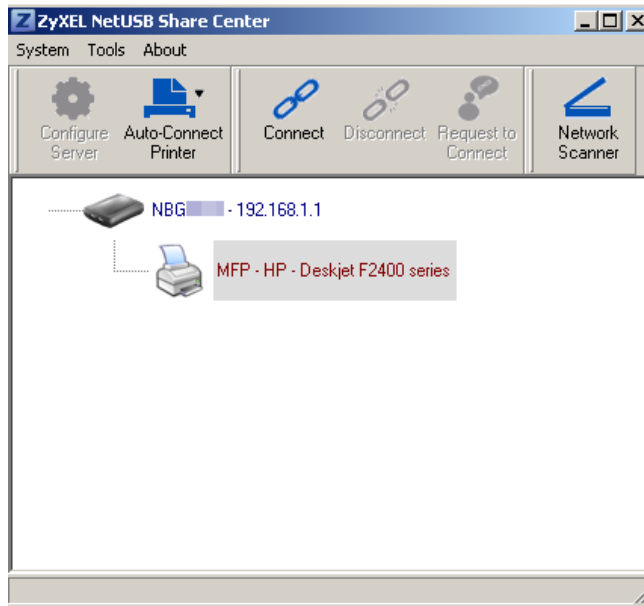 ZyXEL NetUSB Share Center
System Tools About
Configure Server
Auto-Connect Printer
Connect
Disconnect
Request to Connect
Network Scanner
NBG - 192.168.1.1
MFP - HP - Deskjet F2400 series